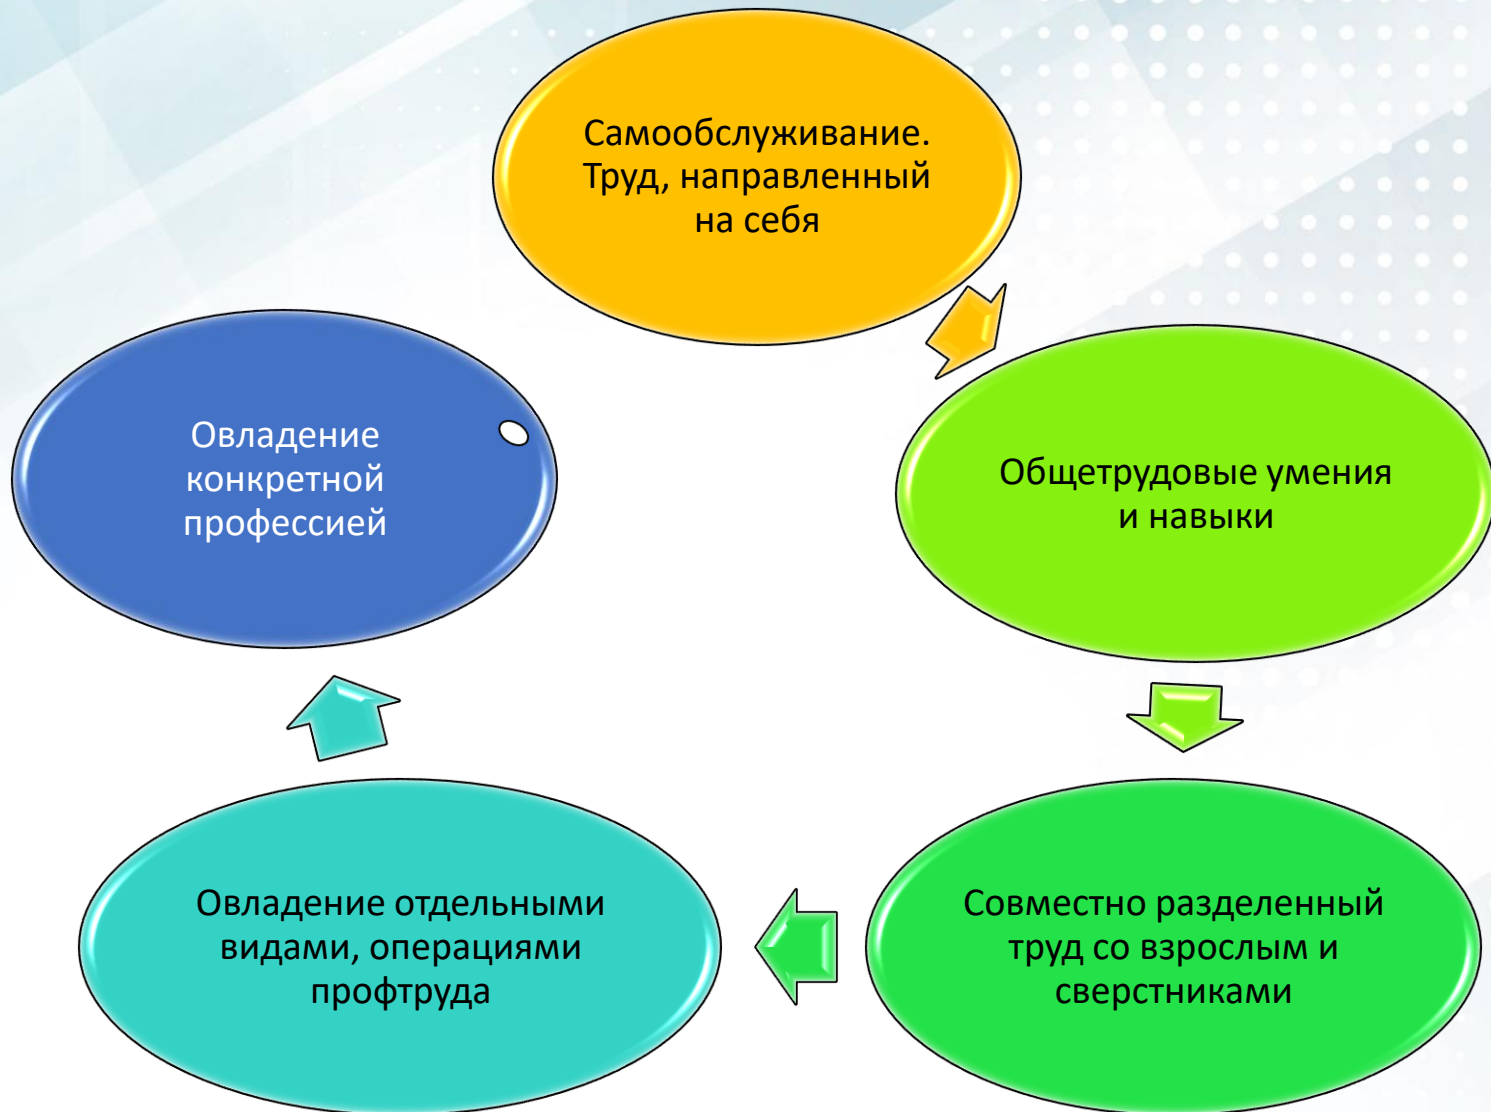 Самообслуживание.
Труд, направленный
на себя
Общетрудовые умения
и навыки
Совместно разделенный
труд со взрослым и
сверстниками
Овладение отдельными
видами, операциями
профтруда
Овладение
конкретной
профессией